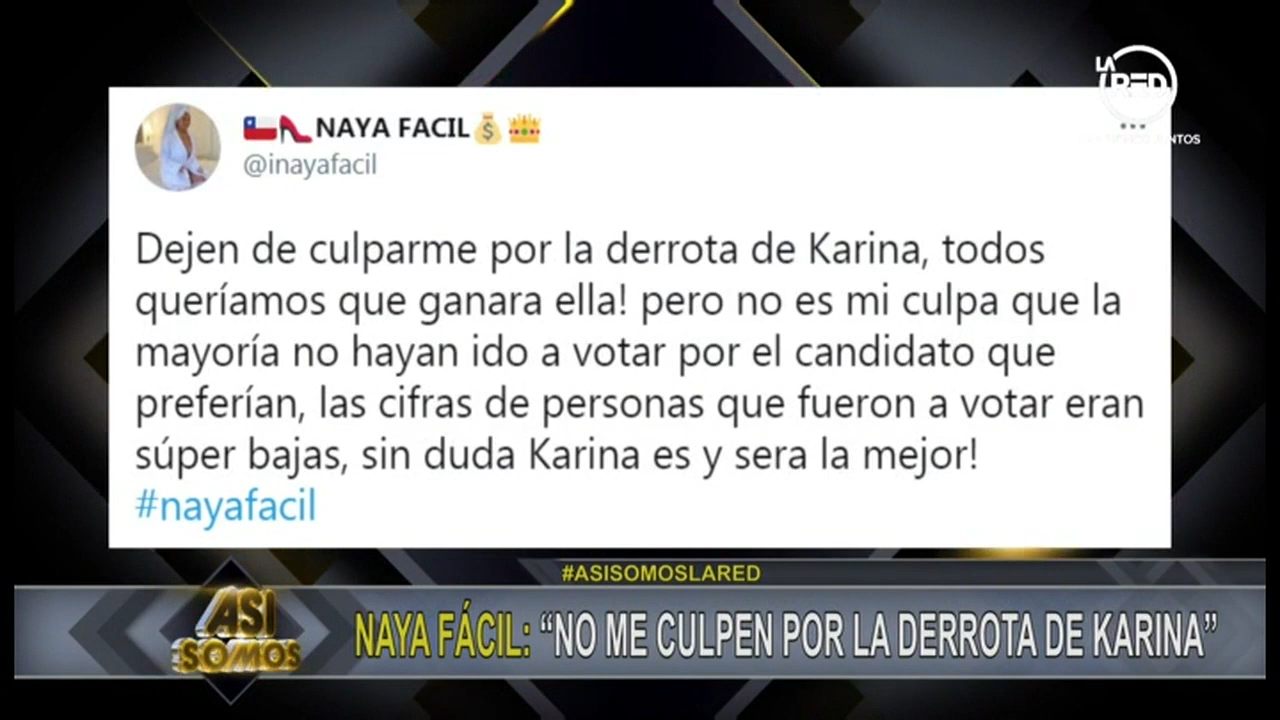 LA RED
NAYA FACIL
@inayafacil
Dejen de culparme por la derrota de Karina, todos
queríamos que ganara ella! pero no es mi culpa que la
mayoría no hayan ido a votar por el candidato que
preferían, las cifras de personas que fueron a votar eran
súper bajas, sin duda Karina es y sera la mejor!
#nayafacil
#ASISOMOSLARED
ASI
SOMOS
NAYA FÁCIL: “NO ME CULPEN POR LA DERROTA DE KARINA”